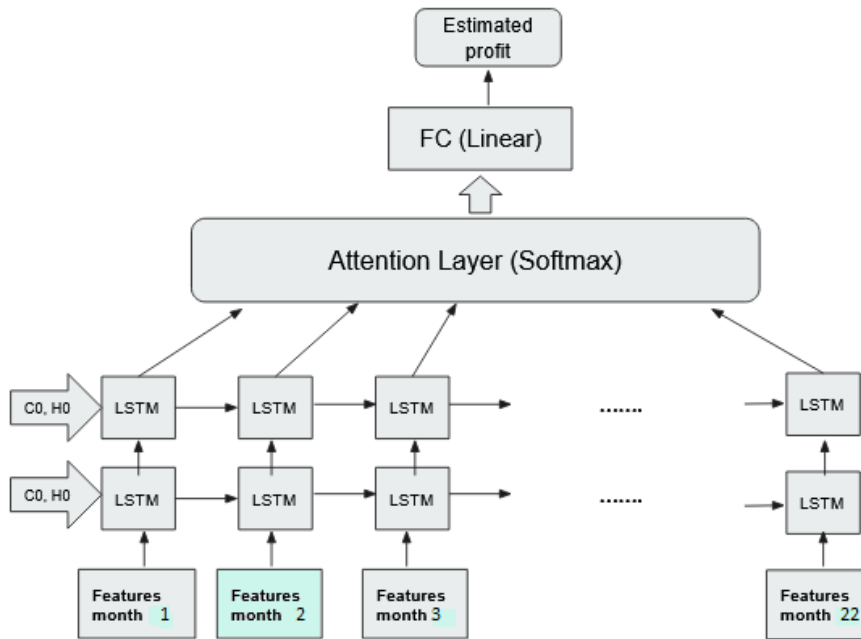 Estimated
profit
FC (Linear)
Attention Layer (Softmax)
C0, H0
LSTM
LSTM
LSTM
.......
LSTM
C0, H0
LSTM
LSTM
LSTM
.......
LSTM
Features
month 1
Features
month 2
Features
month 3
Features
month 22